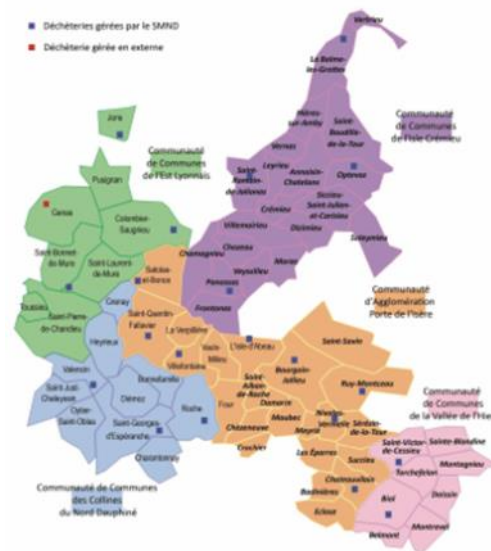 Déchèteries gérées par le SMND
Déchèterie gérée en externe
Vertrieu
La Balme-
les-Grottes
Jons
Communauté
de Communes
de l'Est Lyonnais
Hières-
sur-Amby
Saint-
Baudille-
de-la-Tour
Communauté
de Communes
de l'Isle Crémieu
Vernas
Leyrieu
Saint-
Romain-
de-Jalionas
Annoisin-
Chatelans
Optevoz
Pusignan
Genas
Colombier-
Saugnieu
Crémieu
Siccieu-
Saint-Julien-
et-Carisieu
Villemoirieu
Dizimieu
Soleymieu
Chozeau
Chamagnieu
Moras
Veyssilieu
Panossas
Frontonas
Saint-Bonnet-
de-Mure
Saint-Laurent-
de-Mure
Satolas-
et-Bonce
Toussieu
Saint-Pierre-
de-Chandieu
Grenay
Saint-Quentin-
Fallavier
La Verpillière
Communauté
d'Agglomération
Porte de l'Isère
Heyrieux
Villefontaine
Vaulx-
Milieu
L'Isle-d'Abeau
Saint-Savin
Bourgoin-
Jallieu
Ruy-Montceau
Valencin
Bonnefamille
Saint Just-
Chaleyssin
Diémoz
Roche
Four
Saint-
Alban-
de-Roche
Domarin
Maubec
Nivolas-
Vermelle
Sérézin-
de-la-Tour
Meyrié
Chèzeneuve
Crachier
Les Éparres
Succieu
Communauté
de Communes
de la Vallée de l'Hien
Saint-Victor-
de-Cessieu
Sainte-Blandine
Montagnieu
Torchefelon
Oytier-
Saint-Oblas
Saint-Georges-
d'Espéranche
Charantonnay
Châteauvilain
Badinières
Eclose
Biol
Doissin
Montrevel
Belmont
Communauté de Communes
des Collines
du Nord Dauphiné